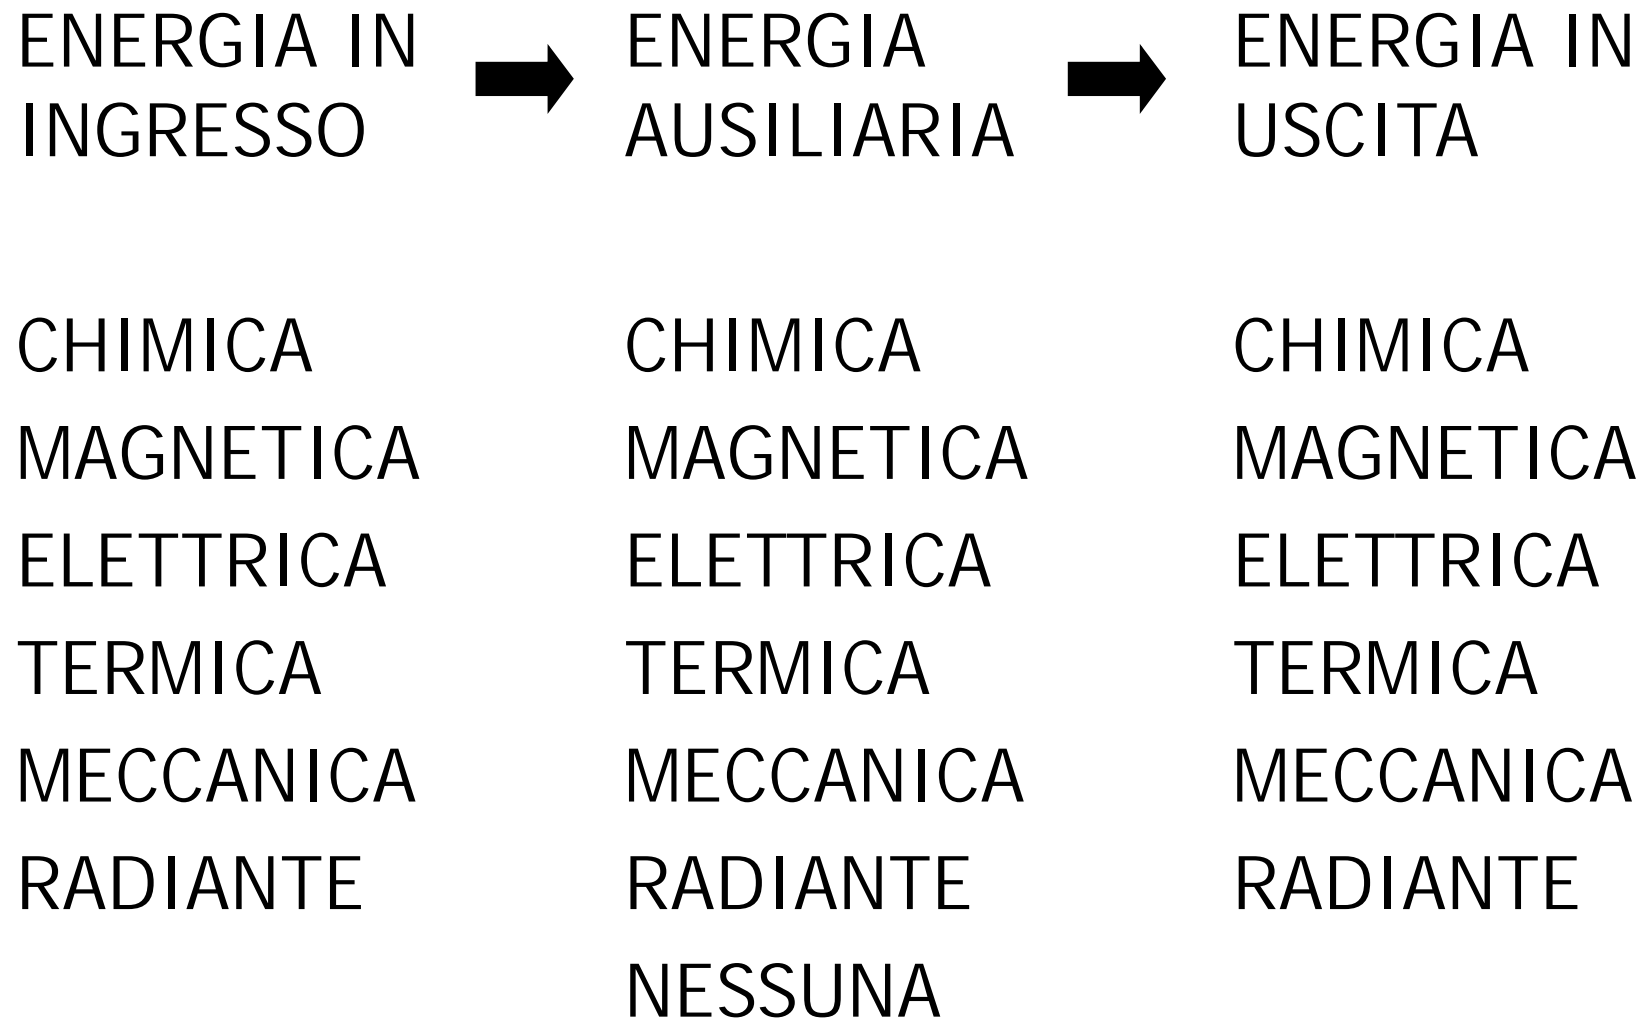 ENERGIA IN INGRESSO
ENERGIA AUSILIARIA
ENERGIA IN USCITA
CHIMICA CHIMICA CHIMICA
MAGNETICA MAGNETICA MAGNETICA
ELETTRICA ELETTRICA ELETTRICA
TERMICA TERMICA TERMICA
MECCANICA MECCANICA MECCANICA
RADIANTE RADIANTE RADIANTE
NESSUNA